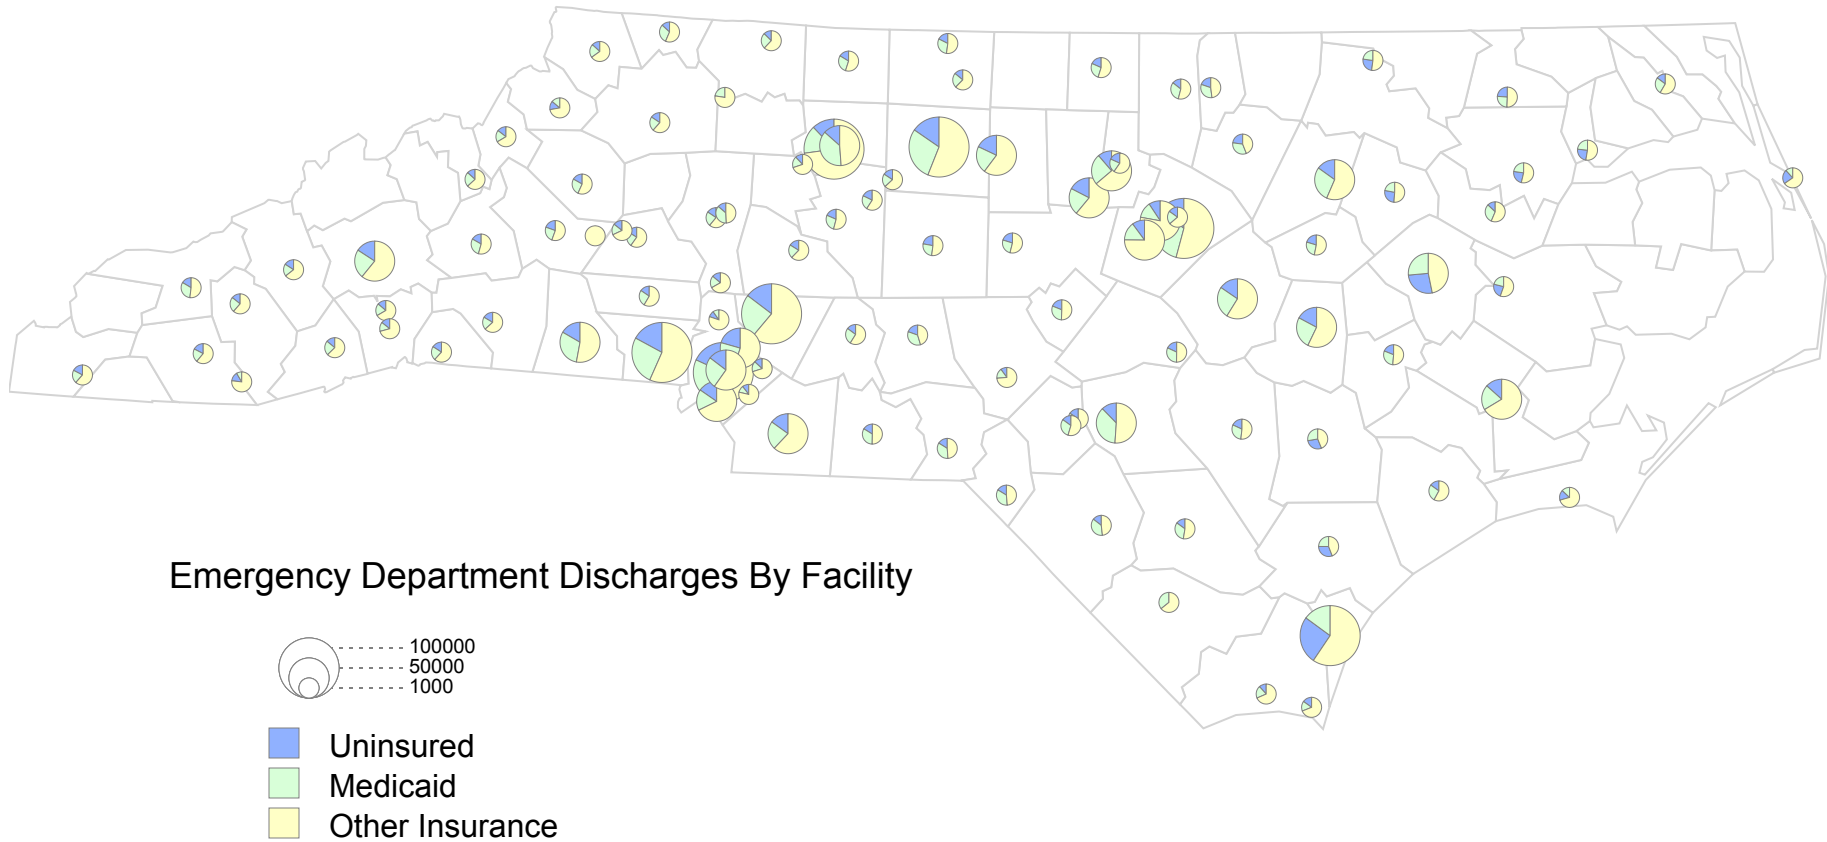 Emergency Department Discharges By Facility
100000
50000
1000
Uninsured
Medicaid
Other Insurance